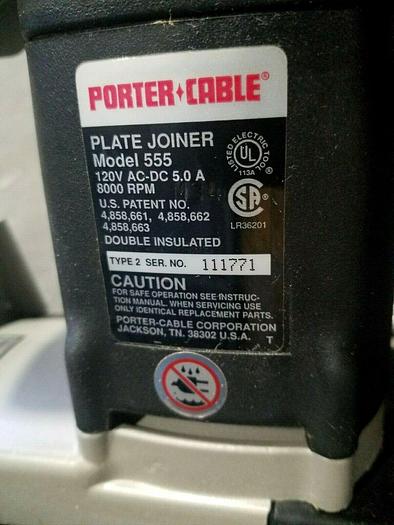 PORTER+CABLE®
PLATE JOINER
Model 555
120V AC-DC 5.0 A
8000 RPM
U.S. PATENT NO.
4,858,661, 4,858,662
4,858,663
DOUBLE INSULATED
LISTED ELECTRIC TOOL
UL
®
113A
SA
®
LR36201
TYPE 2 SER. NO. 111771
CAUTION
FOR SAFE OPERATION SEE INSTRUC-
TION MANUAL. WHEN SERVICING USE
ONLY IDENTICAL REPLACEMENT PARTS.
PORTER-CABLE CORPORATION
JACKSON, TN. 38302 U.S.A. T